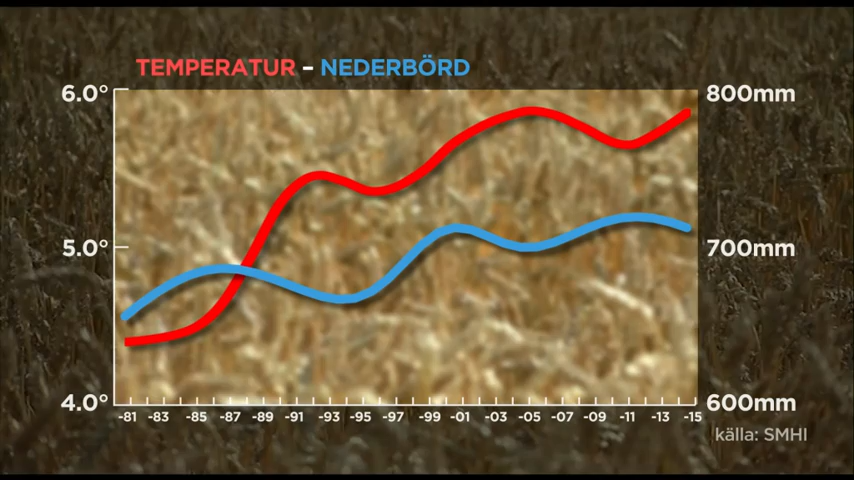 TEMPERATUR – NEDERBÖRD
6.0° 800mm
5.0° 700mm
4.0° 600mm
-81 -83 -85 -87 -89 -91 -93 -95 -97 -99 -01 -03 -05 -07 -09 -11 -13 -15
källa: SMHI